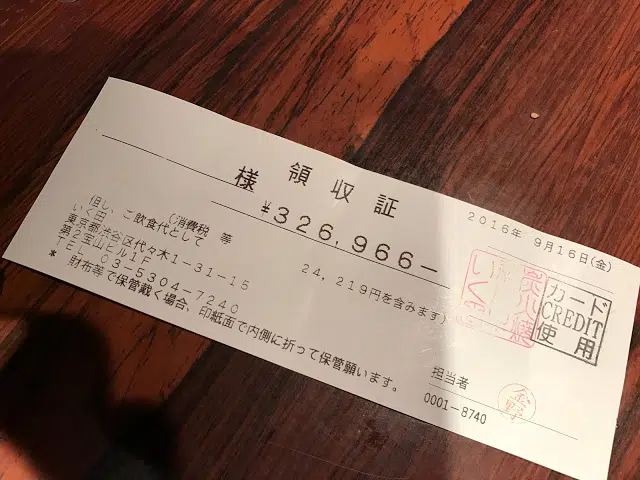 領収証
2016年 9月16日(金)
様
¥326,966-
(消費税 等 24,219円を含みます)
但し、ご飲食代として
いく田
東京都渋谷区代々木1-31-15
第2宝山ビル1F
TEL 03-5304-7240
* 財布等で保管戴く場合、印紙面で内側に折って保管願います。
カード
CREDIT
使用
担当者
0001-8740